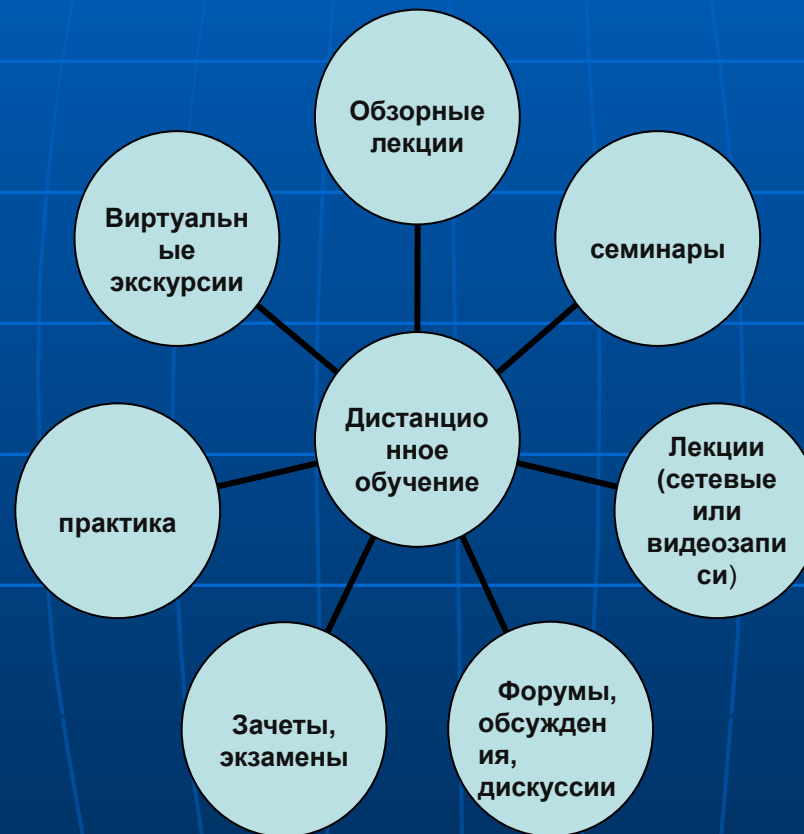 Обзорные
лекции
Виртуальн
ые
экскурсии
семинары
Дистанцио
нное
обучение
Лекции
(сетевые
или
видеозапи
си)
практика
Форумы,
обсужден
ия,
дискуссии
Зачеты,
экзамены